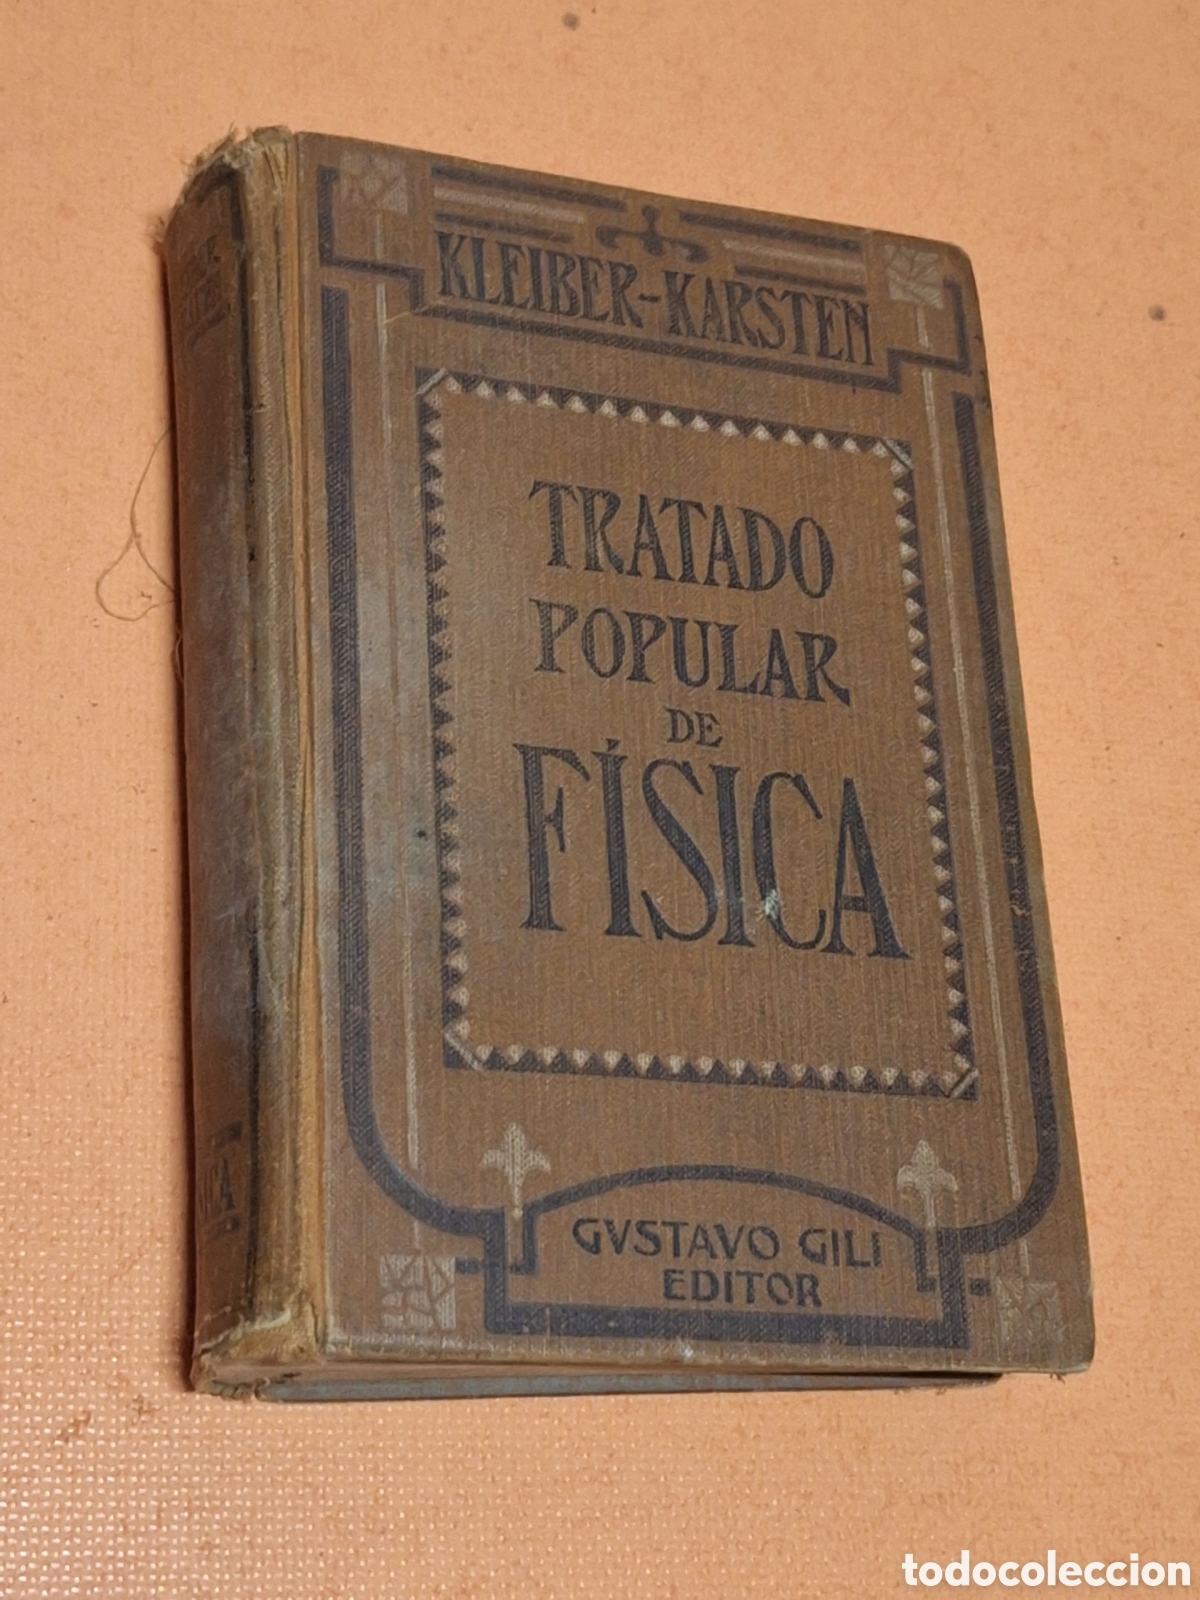 KLEIBER-KARSTEN
TRATADO
POPULAR
DE
FÍSICA
GVSTAVO GILI
EDITOR
todocoleccion